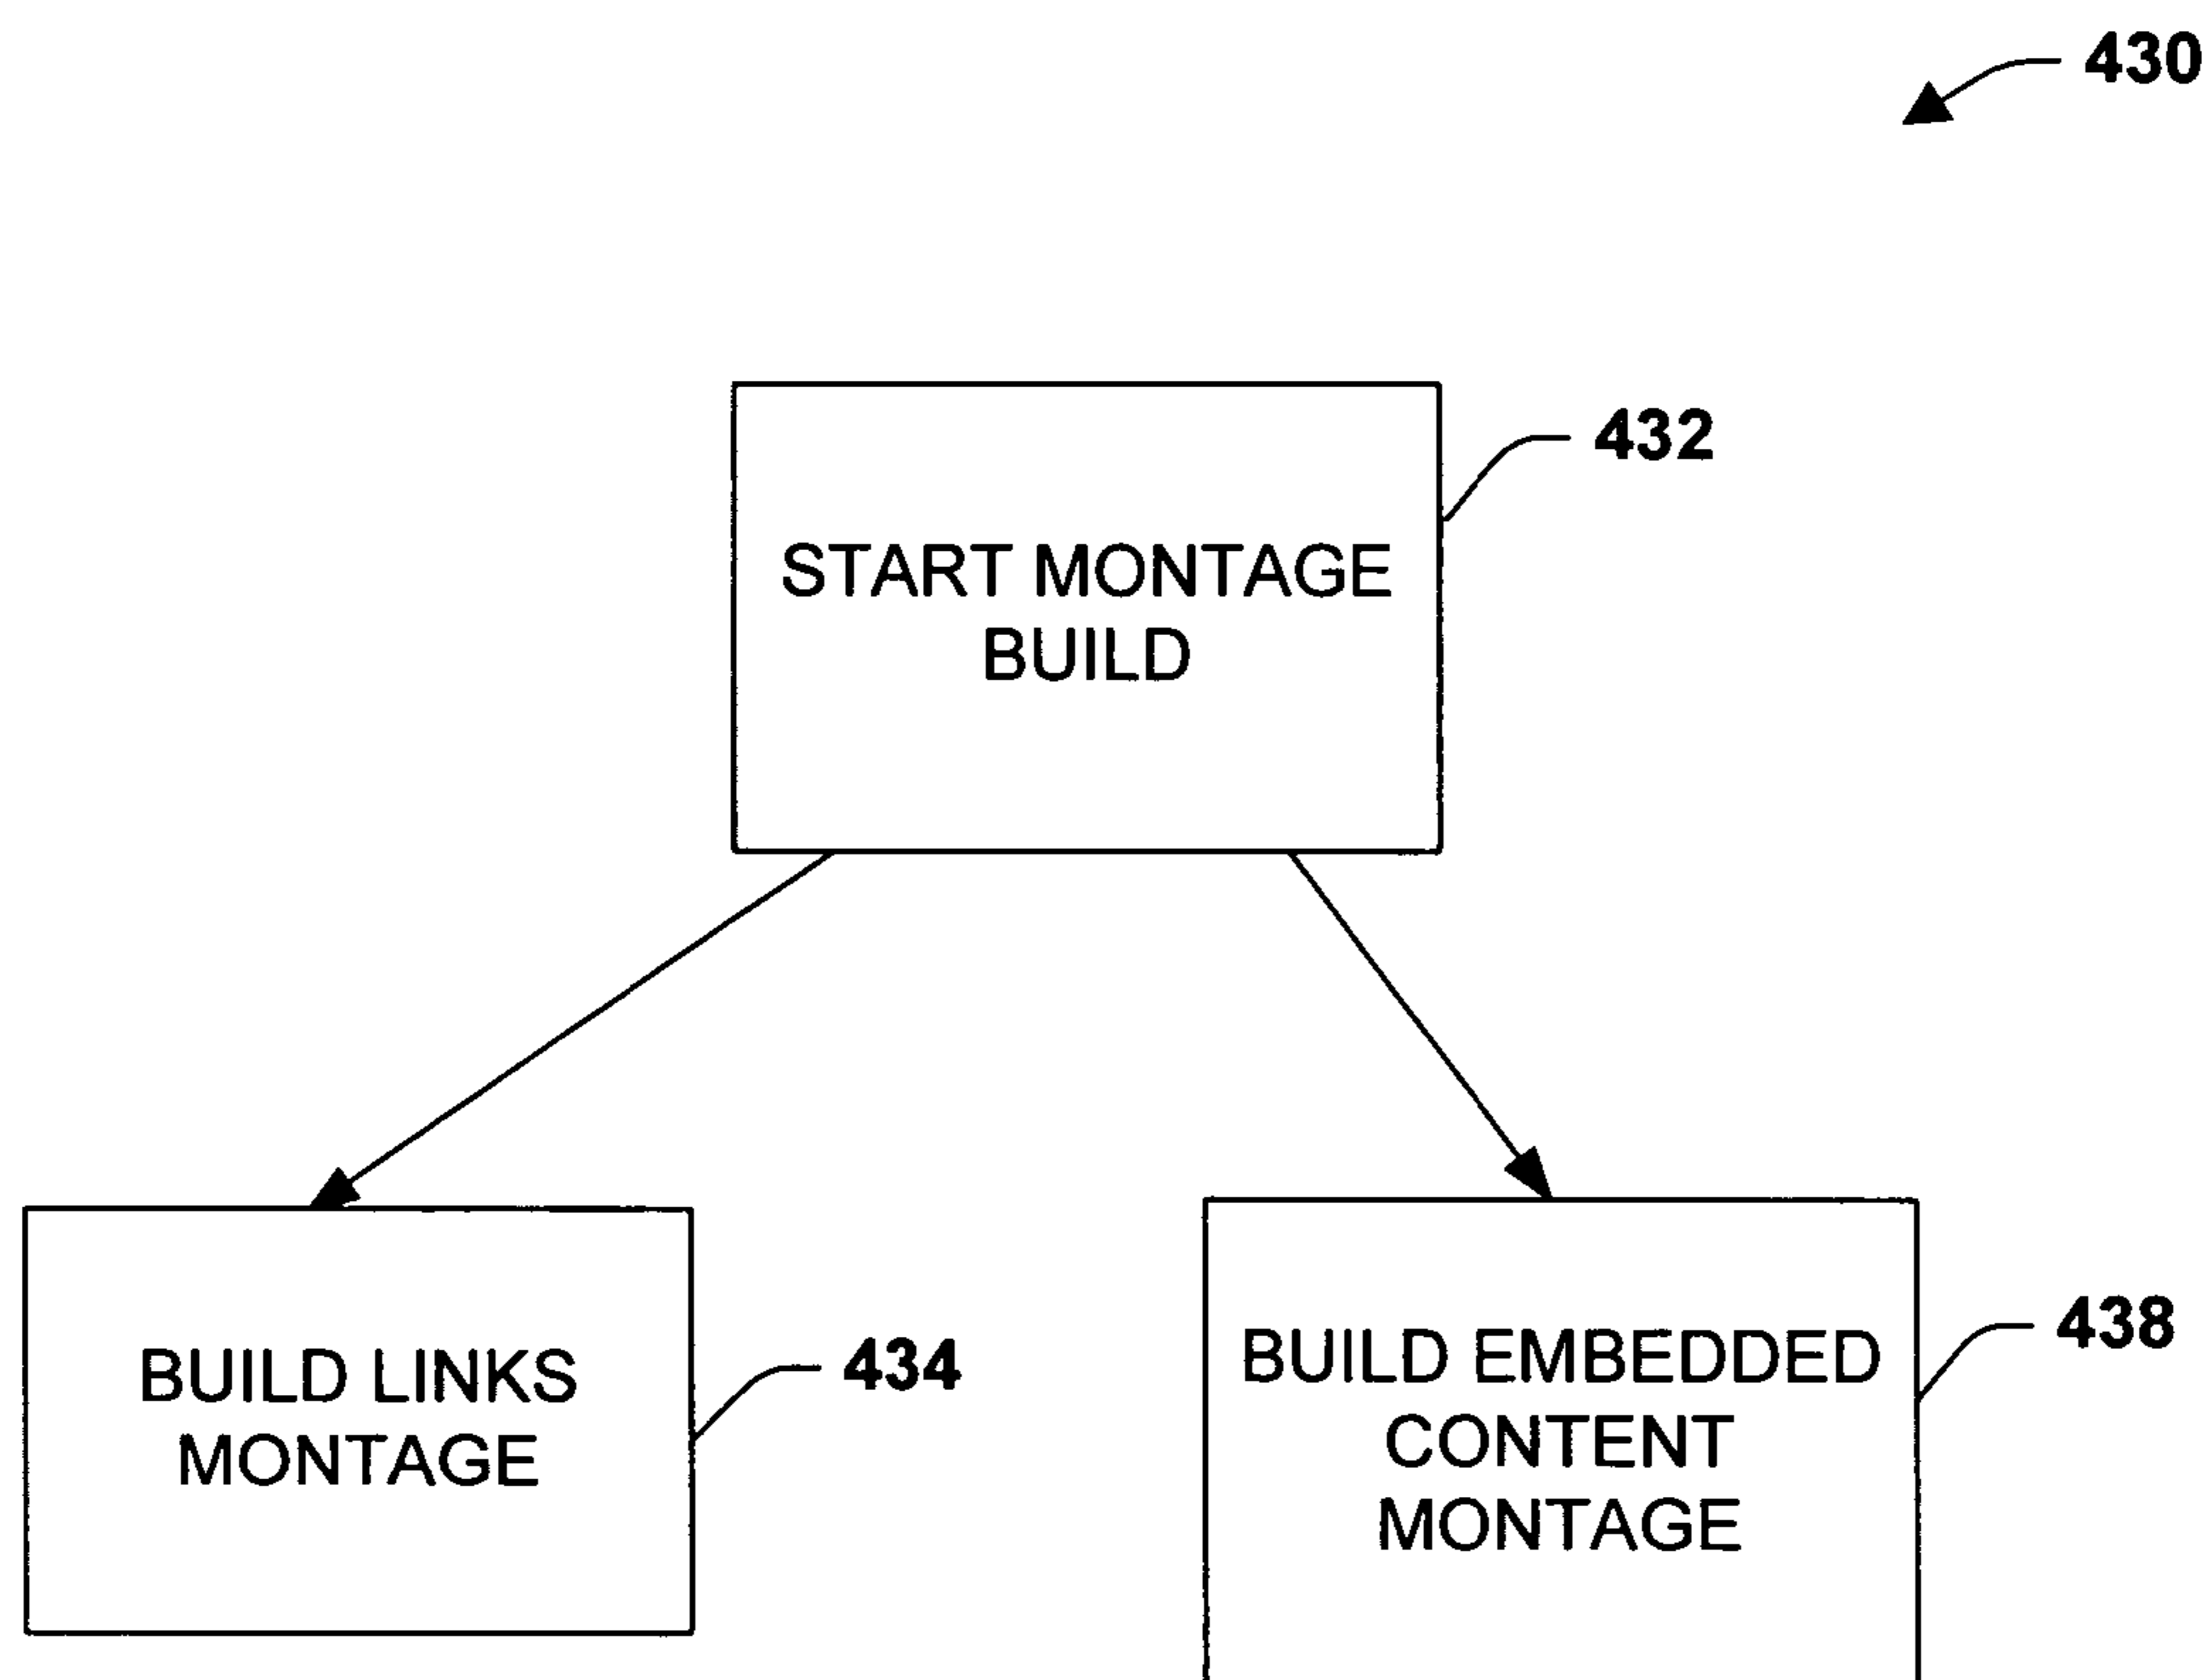 430
432
START MONTAGE
BUILD
BUILD LINKS
MONTAGE
434
BUILD EMBEDDED
CONTENT
MONTAGE
438